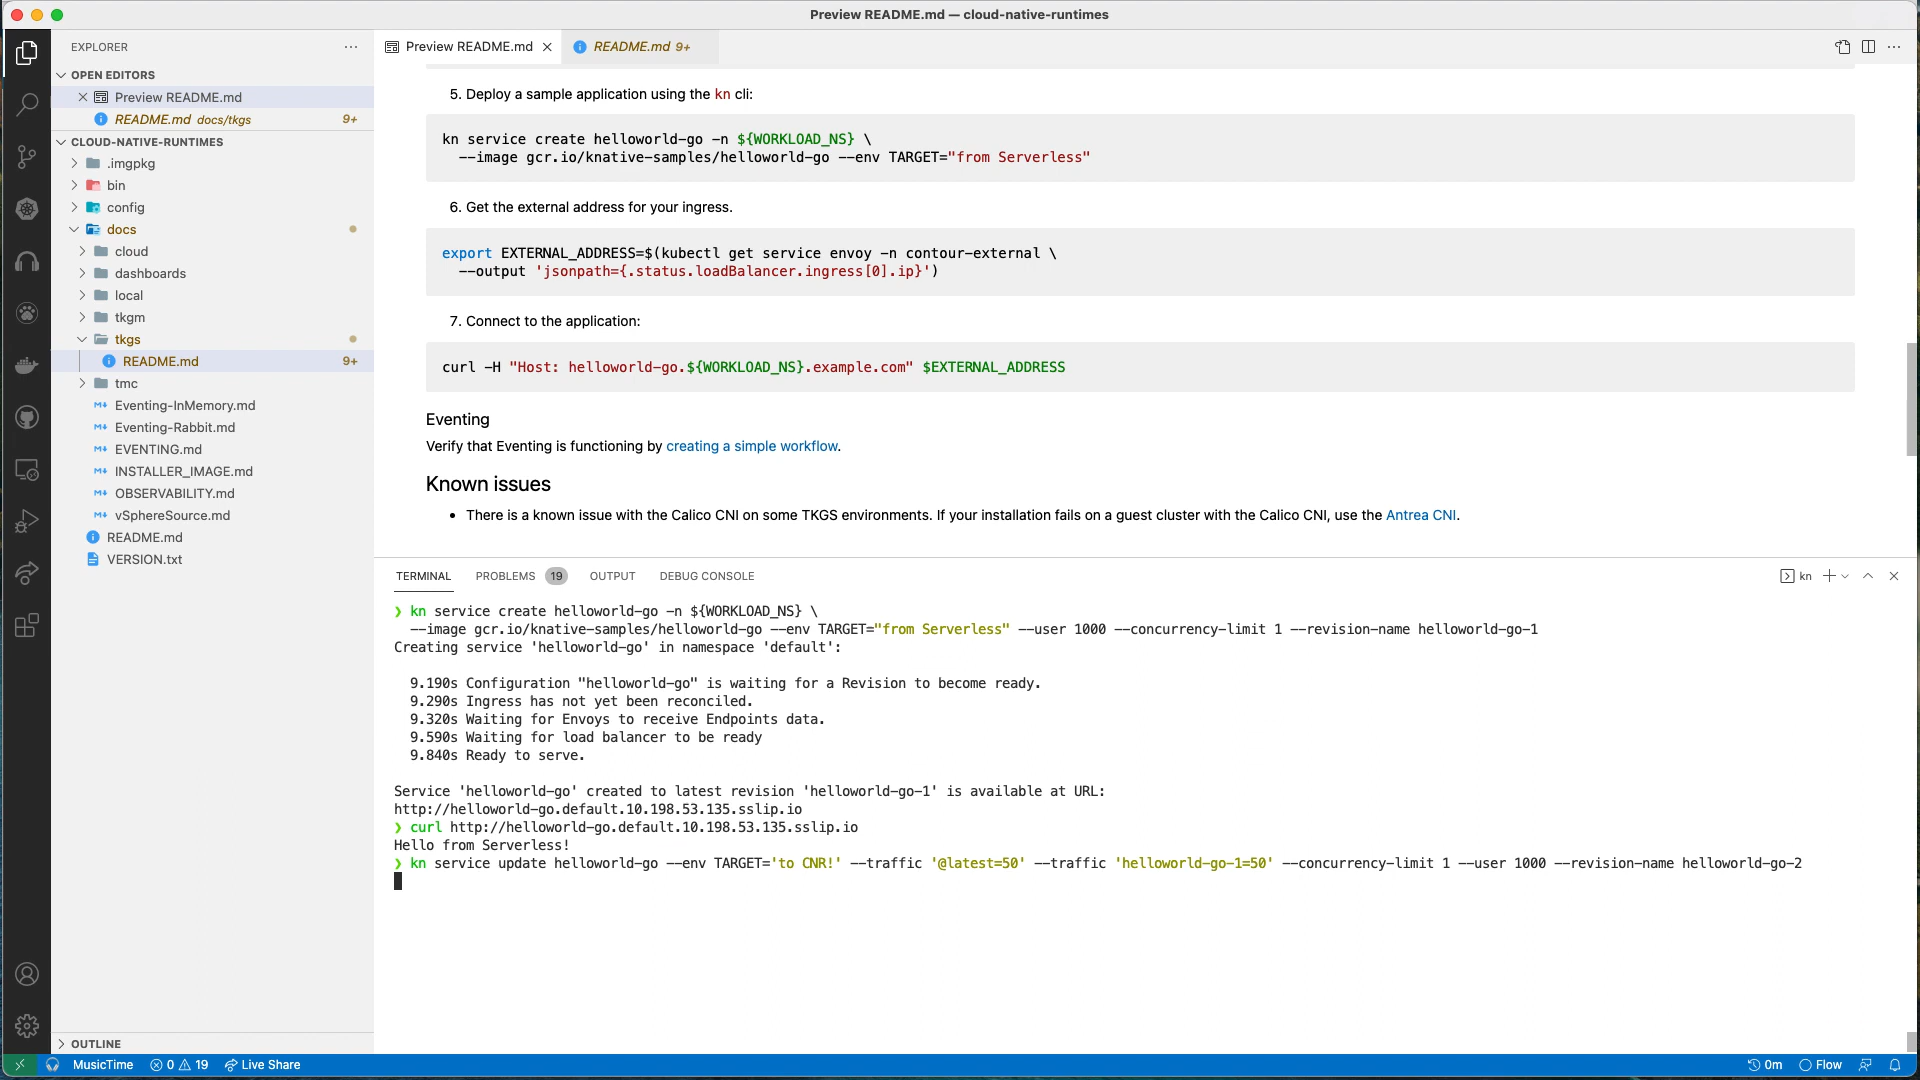 Preview README.md — cloud-native-runtimes
EXPLORER
Preview README.md
README.md 9+
OPEN EDITORS
Preview README.md
README.md docs/tkgs 9+
CLOUD-NATIVE-RUNTIMES
.imgpkg
bin
config
docs
cloud
dashboards
local
tkgm
tkgs
README.md 9+
tmc
Eventing-InMemory.md
Eventing-Rabbit.md
EVENTING.md
INSTALLER_IMAGE.md
OBSERVABILITY.md
vSphereSource.md
README.md
VERSION.txt
OUTLINE
5. Deploy a sample application using the kn cli:
kn service create helloworld-go -n ${WORKLOAD_NS} \
--image gcr.io/knative-samples/helloworld-go --env TARGET="from Serverless"
6. Get the external address for your ingress.
export EXTERNAL_ADDRESS=$(kubectl get service envoy -n contour-external \
--output 'jsonpath={.status.loadBalancer.ingress[0].ip}')
7. Connect to the application:
curl -H "Host: helloworld-go.${WORKLOAD_NS}.example.com" $EXTERNAL_ADDRESS
Eventing
Verify that Eventing is functioning by creating a simple workflow.
Known issues
• There is a known issue with the Calico CNI on some TKGS environments. If your installation fails on a guest cluster with the Calico CNI, use the Antrea CNI.
TERMINAL PROBLEMS 19 OUTPUT DEBUG CONSOLE
kn
❯ kn service create helloworld-go -n ${WORKLOAD_NS} \
--image gcr.io/knative-samples/helloworld-go --env TARGET="from Serverless" --user 1000 --concurrency-limit 1 --revision-name helloworld-go-1
Creating service 'helloworld-go' in namespace 'default':
9.190s Configuration "helloworld-go" is waiting for a Revision to become ready.
9.290s Ingress has not yet been reconciled.
9.320s Waiting for Envoys to receive Endpoints data.
9.590s Waiting for load balancer to be ready
9.840s Ready to serve.
Service 'helloworld-go' created to latest revision 'helloworld-go-1' is available at URL:
http://helloworld-go.default.10.198.53.135.sslip.io
❯ curl http://helloworld-go.default.10.198.53.135.sslip.io
Hello from Serverless!
❯ kn service update helloworld-go --env TARGET='to CNR!' --traffic '@latest=50' --traffic 'helloworld-go-1=50' --concurrency-limit 1 --user 1000 --revision-name helloworld-go-2
MusicTime 0 19 Live Share
0m Flow